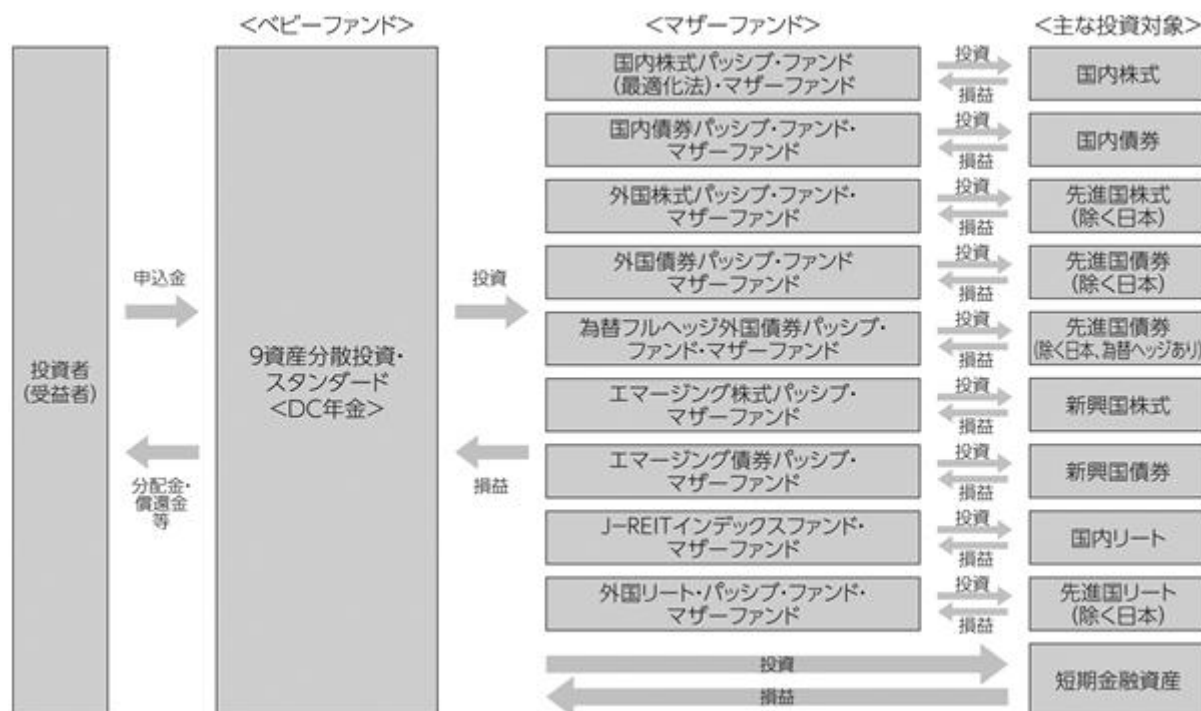 <ベビーファンド>
<マザーファンド>
<主な投資対象>
投資者
(受益者)
申込金
分配金・
償還金
等
9資産分散投資・
スタンダード
<DC年金>
投資
損益
国内株式パッシブ・ファンド
(最適化法)・マザーファンド
投資
損益
国内株式
国内債券パッシブ・ファンド・
マザーファンド
投資
損益
国内債券
外国株式パッシブ・ファンド・
マザーファンド
投資
損益
先進国株式
(除く日本)
外国債券パッシブ・ファンド
マザーファンド
投資
損益
先進国債券
(除く日本)
為替フルヘッジ外国債券パッシブ・
ファンド・マザーファンド
投資
損益
先進国債券
(除く日本、為替ヘッジあり)
エマージング株式パッシブ・
マザーファンド
投資
損益
新興国株式
エマージング債券パッシブ・
マザーファンド
投資
損益
新興国債券
J-REITインデックスファンド・
マザーファンド
投資
損益
国内リート
外国リート・パッシブ・ファンド・
マザーファンド
投資
損益
先進国リート
(除く日本)
投資
損益
短期金融資産